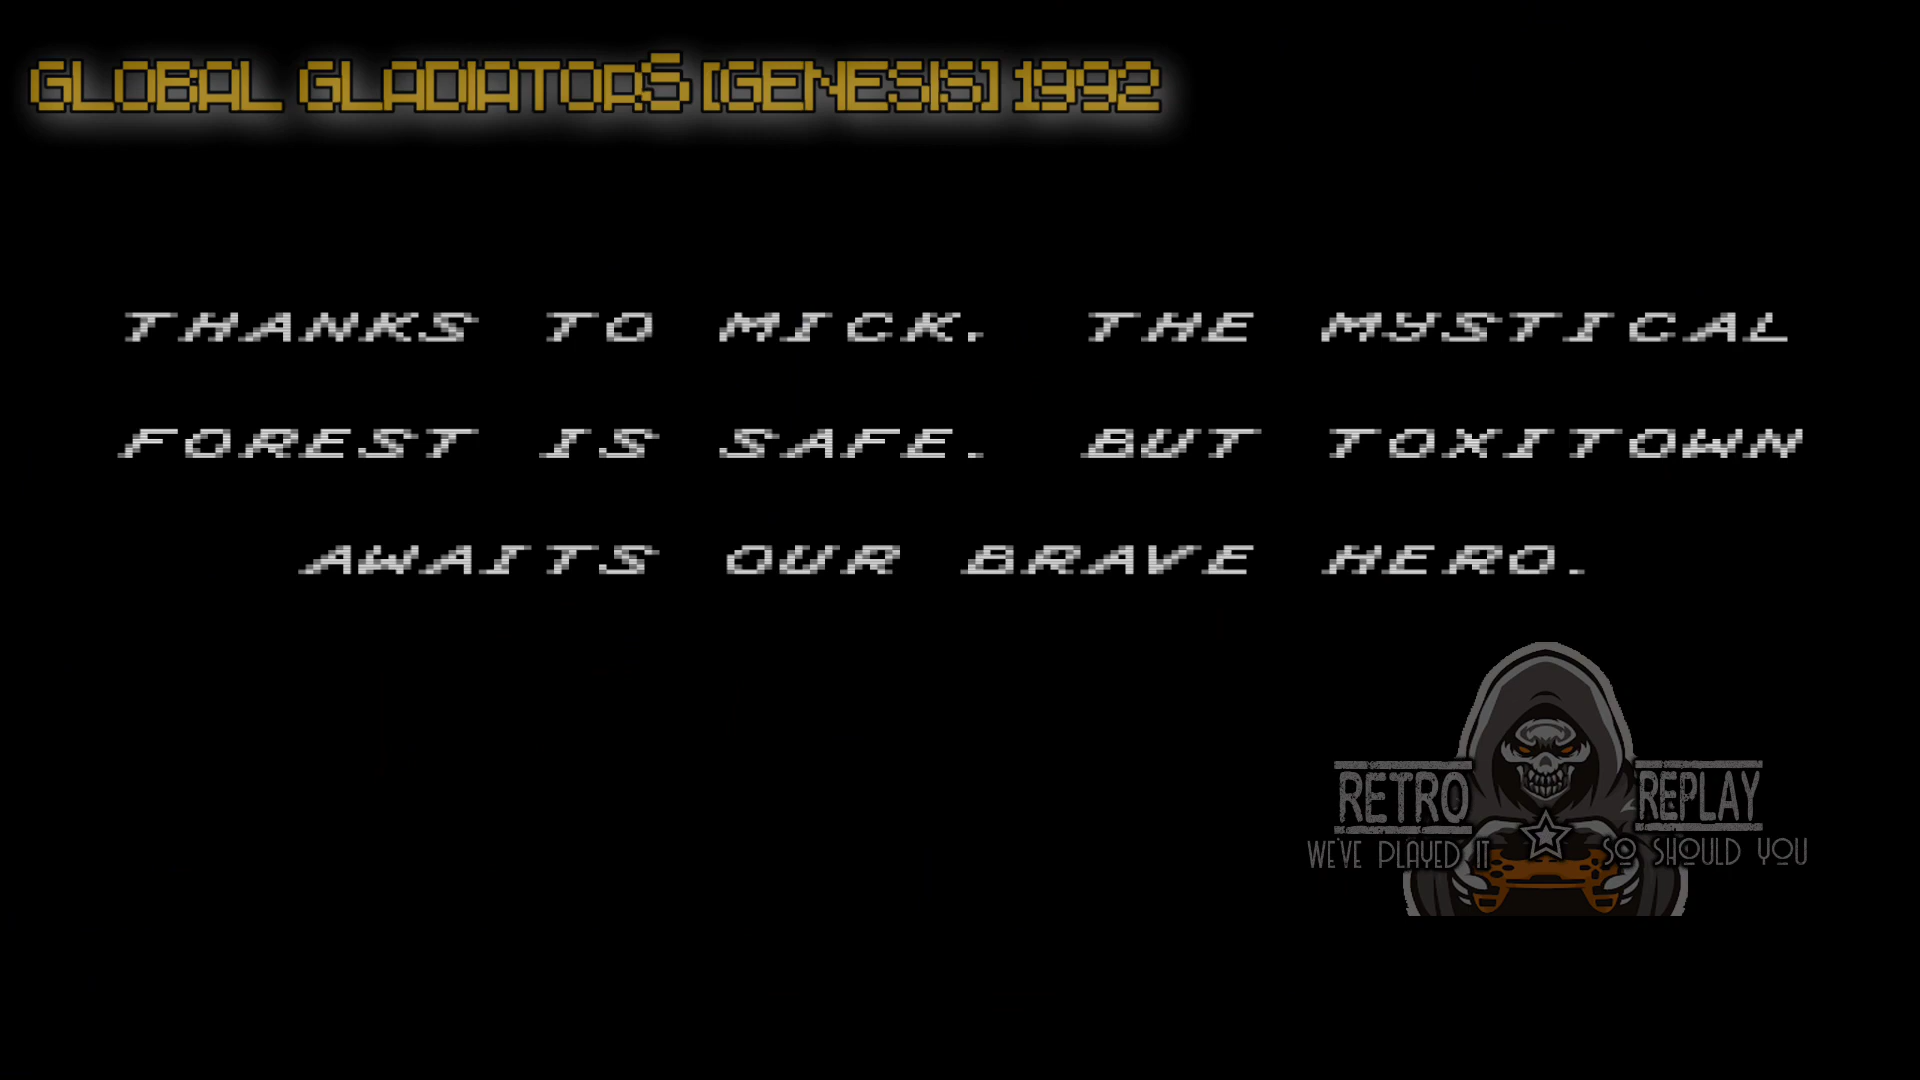 GLOBAL GLADIATORS [GENESIS] 1992
THANKS TO MICK, THE MYSTICAL
FOREST IS SAFE. BUT TOXITOWN
AWAITS OUR BRAVE HERO.
RETRO REPLAY
WE'VE PLAYED IT SO SHOULD YOU